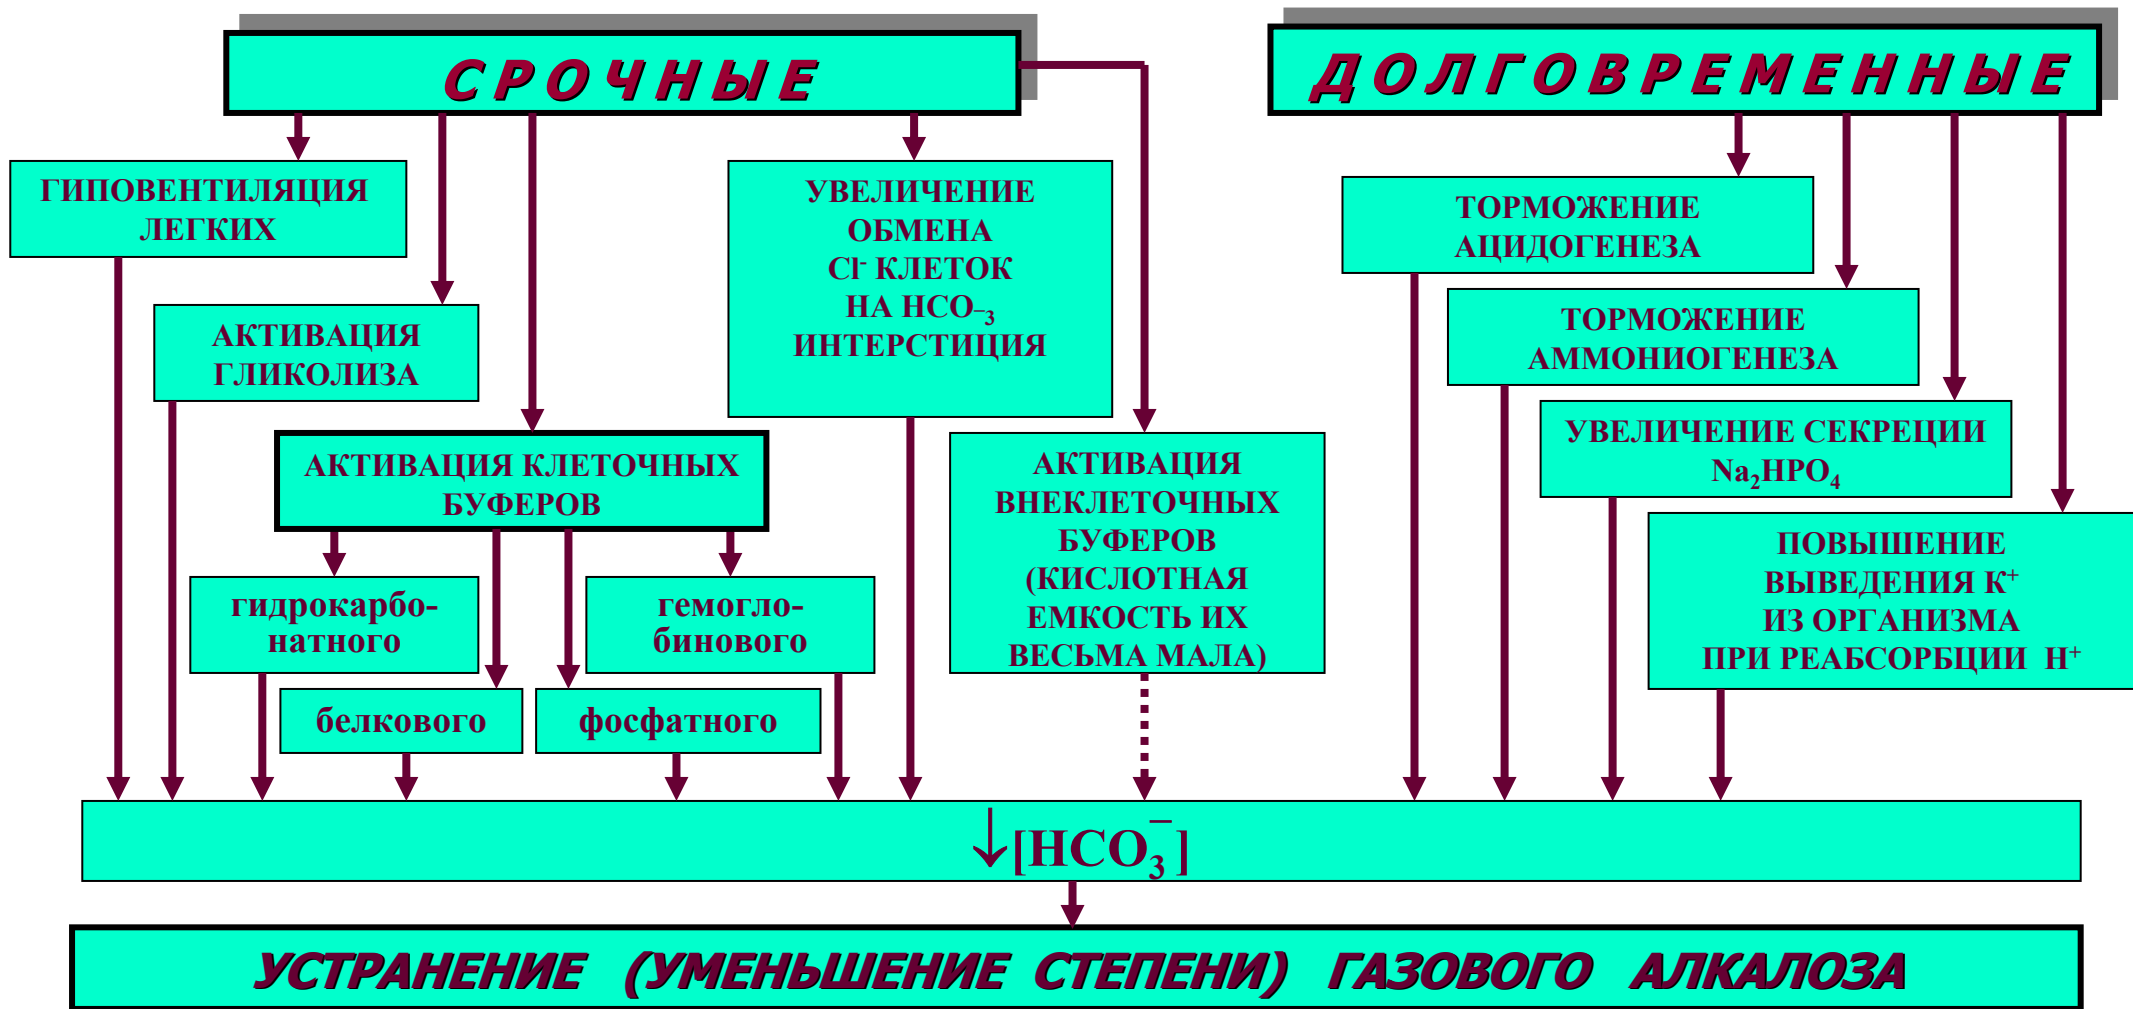 СРОЧНЫЕ
ДОЛГОВРЕМЕННЫЕ
ГИПОВЕНТИЛЯЦИЯ
ЛЕГКИХ
АКТИВАЦИЯ
ГЛИКОЛИЗА
АКТИВАЦИЯ КЛЕТОЧНЫХ
БУФЕРОВ
гидрокарбо-
натного
белкового
фосфатного
гемогло-
бинового
УВЕЛИЧЕНИЕ
ОБМЕНА
Cl⁻ КЛЕТОК
НА HCO–₃
ИНТЕРСТИЦИЯ
АКТИВАЦИЯ
ВНЕКЛЕТОЧНЫХ
БУФЕРОВ
(КИСЛОТНАЯ
ЕМКОСТЬ ИХ
ВЕСЬМА МАЛА)
ТОРМОЖЕНИЕ
АЦИДОГЕНЕЗА
ТОРМОЖЕНИЕ
АММОНИОГЕНЕЗА
УВЕЛИЧЕНИЕ СЕКРЕЦИИ
Na₂HPO₄
ПОВЫШЕНИЕ
ВЫВЕДЕНИЯ К⁺
ИЗ ОРГАНИЗМА
ПРИ РЕАБСОРБЦИИ Н⁺
↓[HCO₃⁻]
УСТРАНЕНИЕ (УМЕНЬШЕНИЕ СТЕПЕНИ) ГАЗОВОГО АЛКАЛОЗА